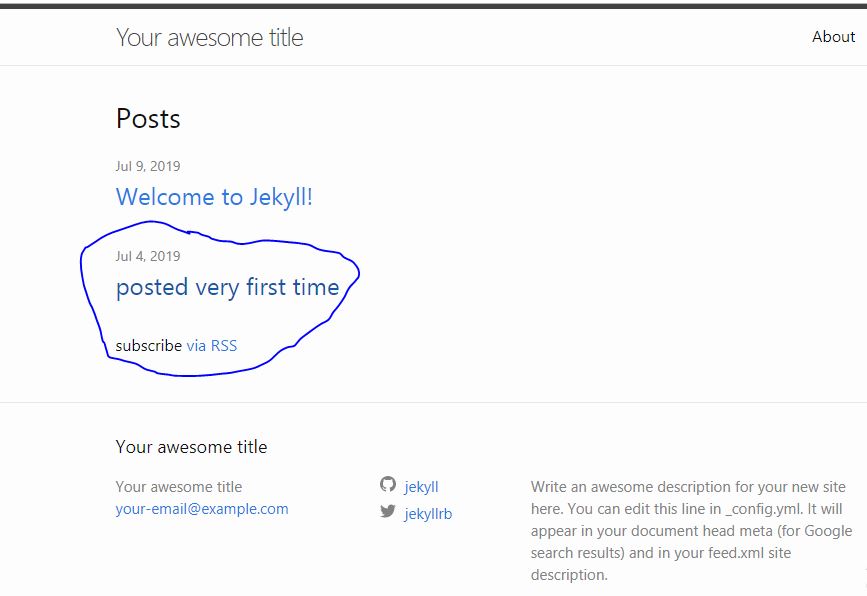 Your awesome title
About
Posts
Jul 9, 2019
Welcome to Jekyll!
Jul 4, 2019
posted very first time
subscribe via RSS
Your awesome title
Your awesome title
your-email@example.com
jekyll
jekyllrb
Write an awesome description for your new site
here. You can edit this line in _config.yml. It will
appear in your document head meta (for Google
search results) and in your feed.xml site
description.